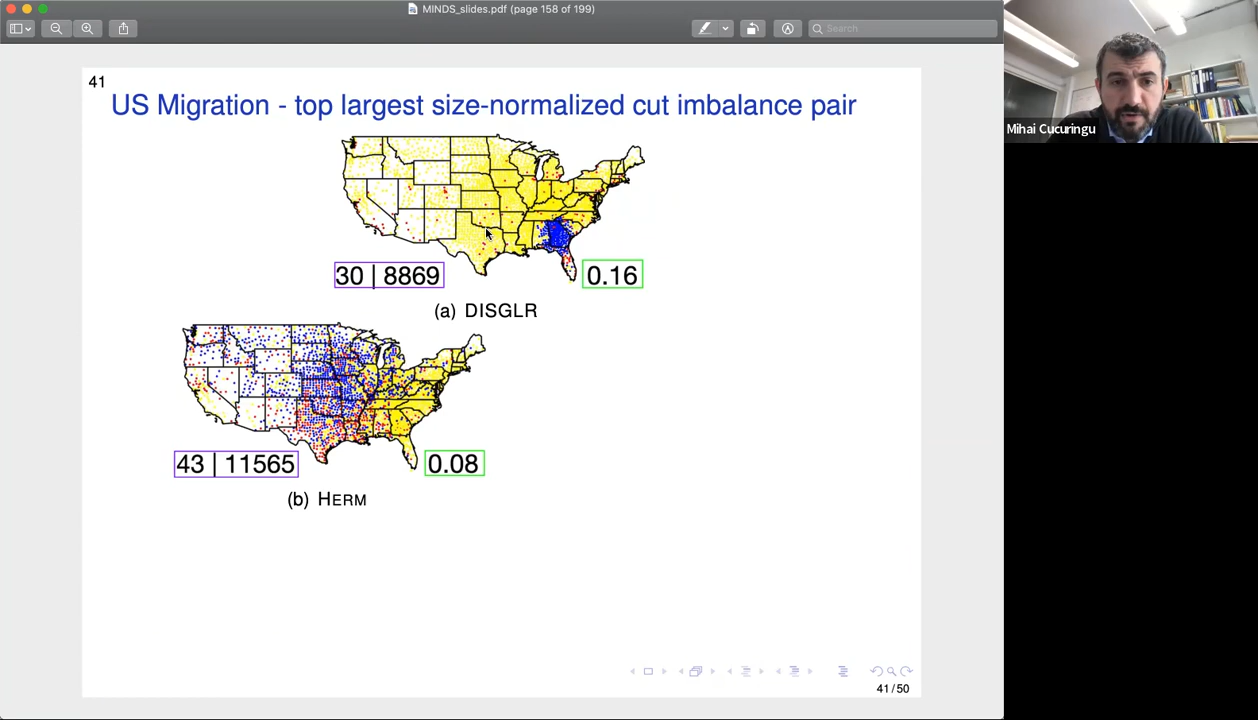 MINDS_slides.pdf (page 158 of 199)
Search
41
US Migration - top largest size-normalized cut imbalance pair
30 | 8869
0.16
(a) DISGLR
43 | 11565
0.08
(b) HERM
41/50
Mihai Cucuringu